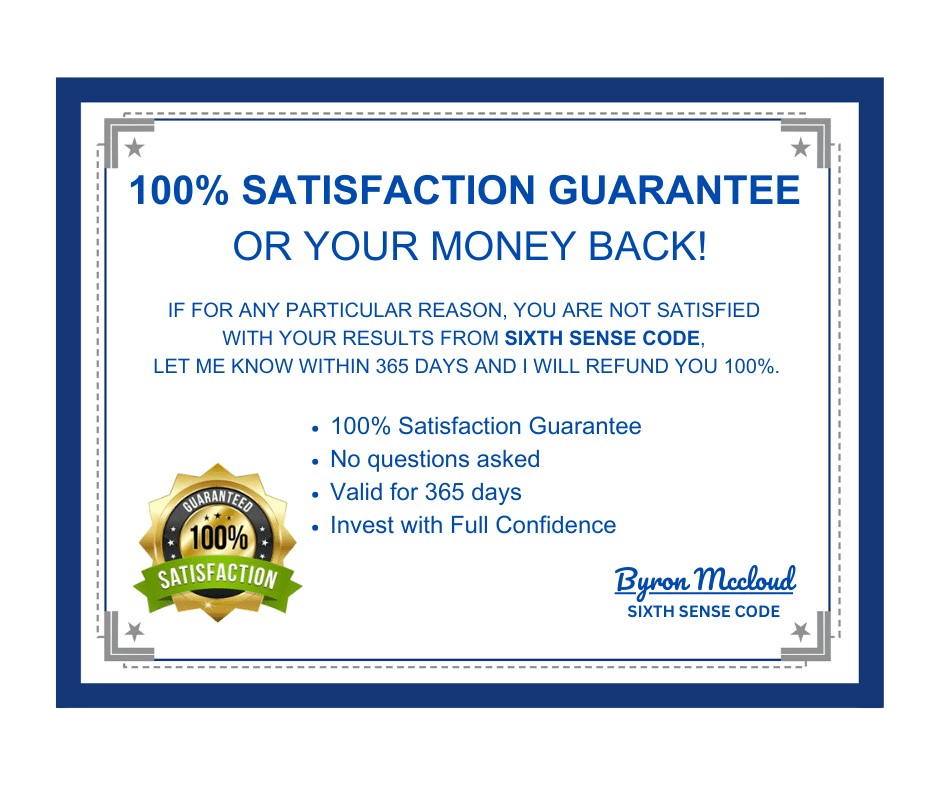 100% SATISFACTION GUARANTEE
OR YOUR MONEY BACK!
IF FOR ANY PARTICULAR REASON, YOU ARE NOT SATISFIED
WITH YOUR RESULTS FROM SIXTH SENSE CODE,
LET ME KNOW WITHIN 365 DAYS AND I WILL REFUND YOU 100%.
• 100% Satisfaction Guarantee
• No questions asked
• Valid for 365 days
• Invest with Full Confidence
GUARANTEED
100%
SATISFACTION
Byron Mccloud
SIXTH SENSE CODE